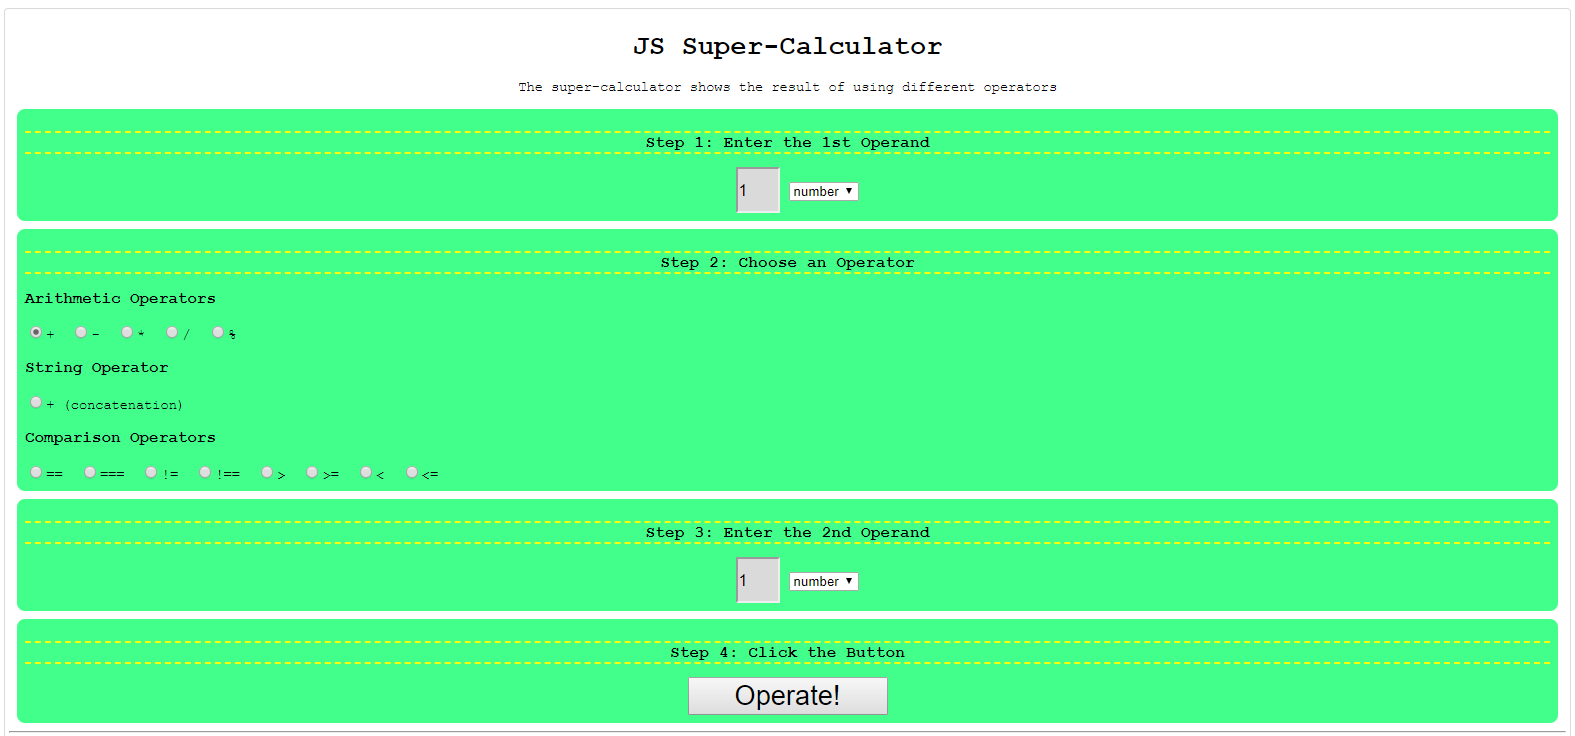 JS Super-Calculator
The super-calculator shows the result of using different operators
Step 1: Enter the 1st Operand
1 number
Step 2: Choose an Operator
Arithmetic Operators
+ - * / %
String Operator
+ (concatenation)
Comparison Operators
== === != !== > >= < <=
Step 3: Enter the 2nd Operand
1 number
Step 4: Click the Button
Operate!